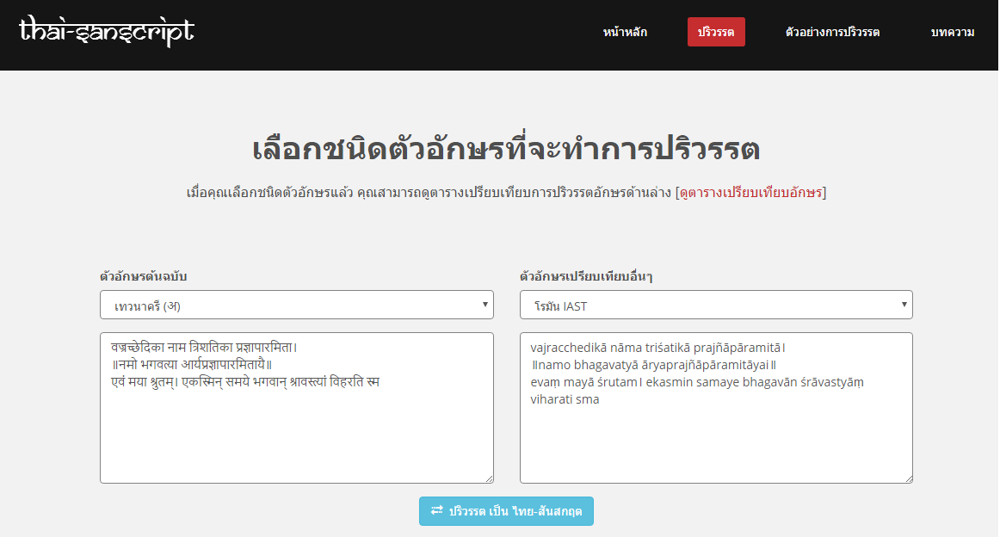 thai-sanscript
หน้าหลัก ปริวรรต ตัวอย่างการปริวรรต บทความ
เลือกชนิดตัวอักษรที่จะทำการปริวรรต
เมื่อคุณเลือกชนิดตัวอักษรแล้ว คุณสามารถดูตารางเปรียบเทียบการปริวรรตอักษรด้านล่าง [ดูตารางเปรียบเทียบอักษร]
ตัวอักษรต้นฉบับ
เทวนาครี (अ)
वज्रच्छेदिका नाम त्रिशतिका प्रज्ञापारमिता।
॥नमो भगवत्या आर्यप्रज्ञापारमितायै॥
एवं मया श्रुतम्। एकस्मिन् समये भगवान् श्रावस्त्यां विहरति स्म
ตัวอักษรเปรียบเทียบอื่นๆ
โรมัน IAST
vajracchedikā nāma triśatikā prajñāpāramitā।
॥namo bhagavatyā āryaprajñāpāramitāyai॥
evaṃ mayā śrutam। ekasmin samaye bhagavān śrāvastyāṃ
viharati sma
ปริวรรต เป็น ไทย-สันสกฤต